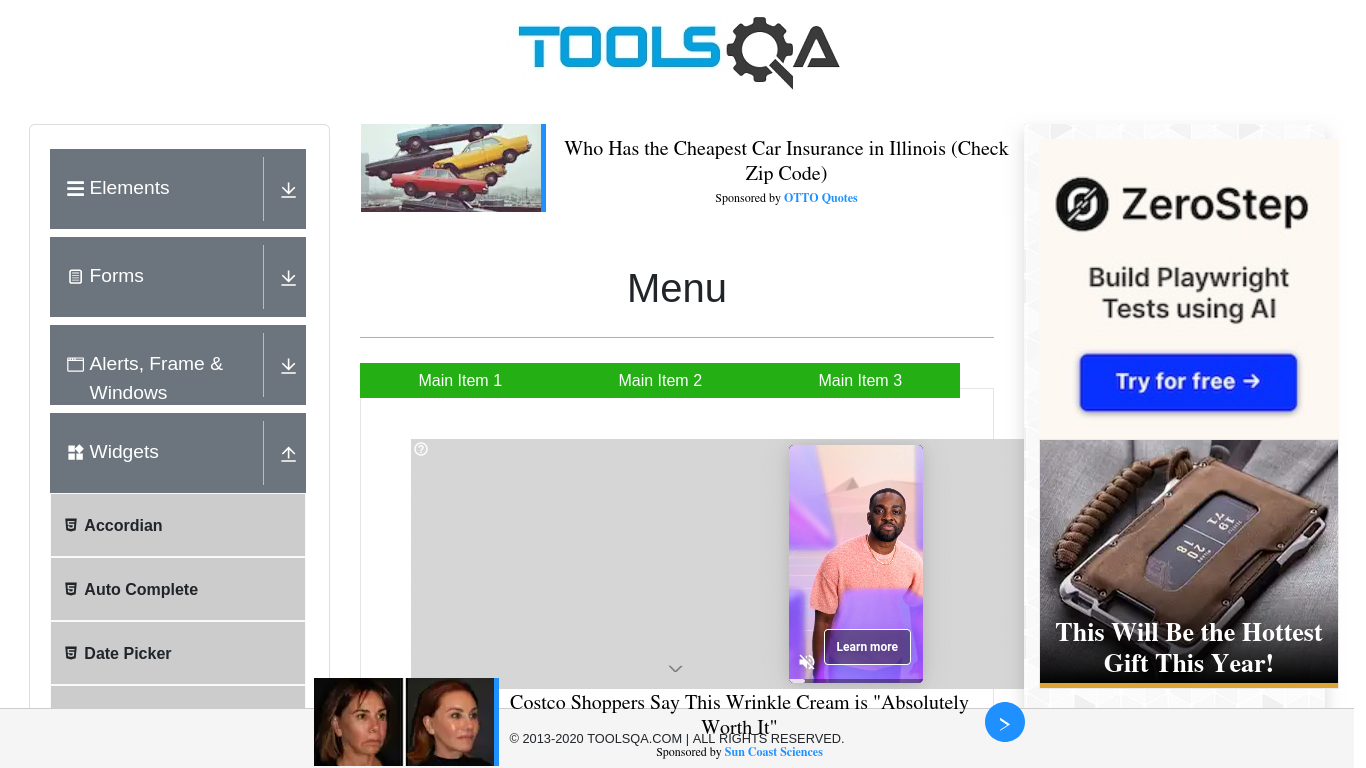 TOOLSQA
Elements
Forms
Alerts, Frame &
Windows
Widgets
Accordian
Auto Complete
Date Picker
Who Has the Cheapest Car Insurance in Illinois (Check
Zip Code)
Sponsored by OTTO Quotes
Menu
Main Item 1
Main Item 2
Main Item 3
Learn more
ZeroStep
Build Playwright
Tests using AI
Try for free →
This Will Be the Hottest
Gift This Year!
Costco Shoppers Say This Wrinkle Cream is "Absolutely
Worth It"
© 2013-2020 TOOLSQA.COM | ALL RIGHTS RESERVED.
Sponsored by Sun Coast Sciences